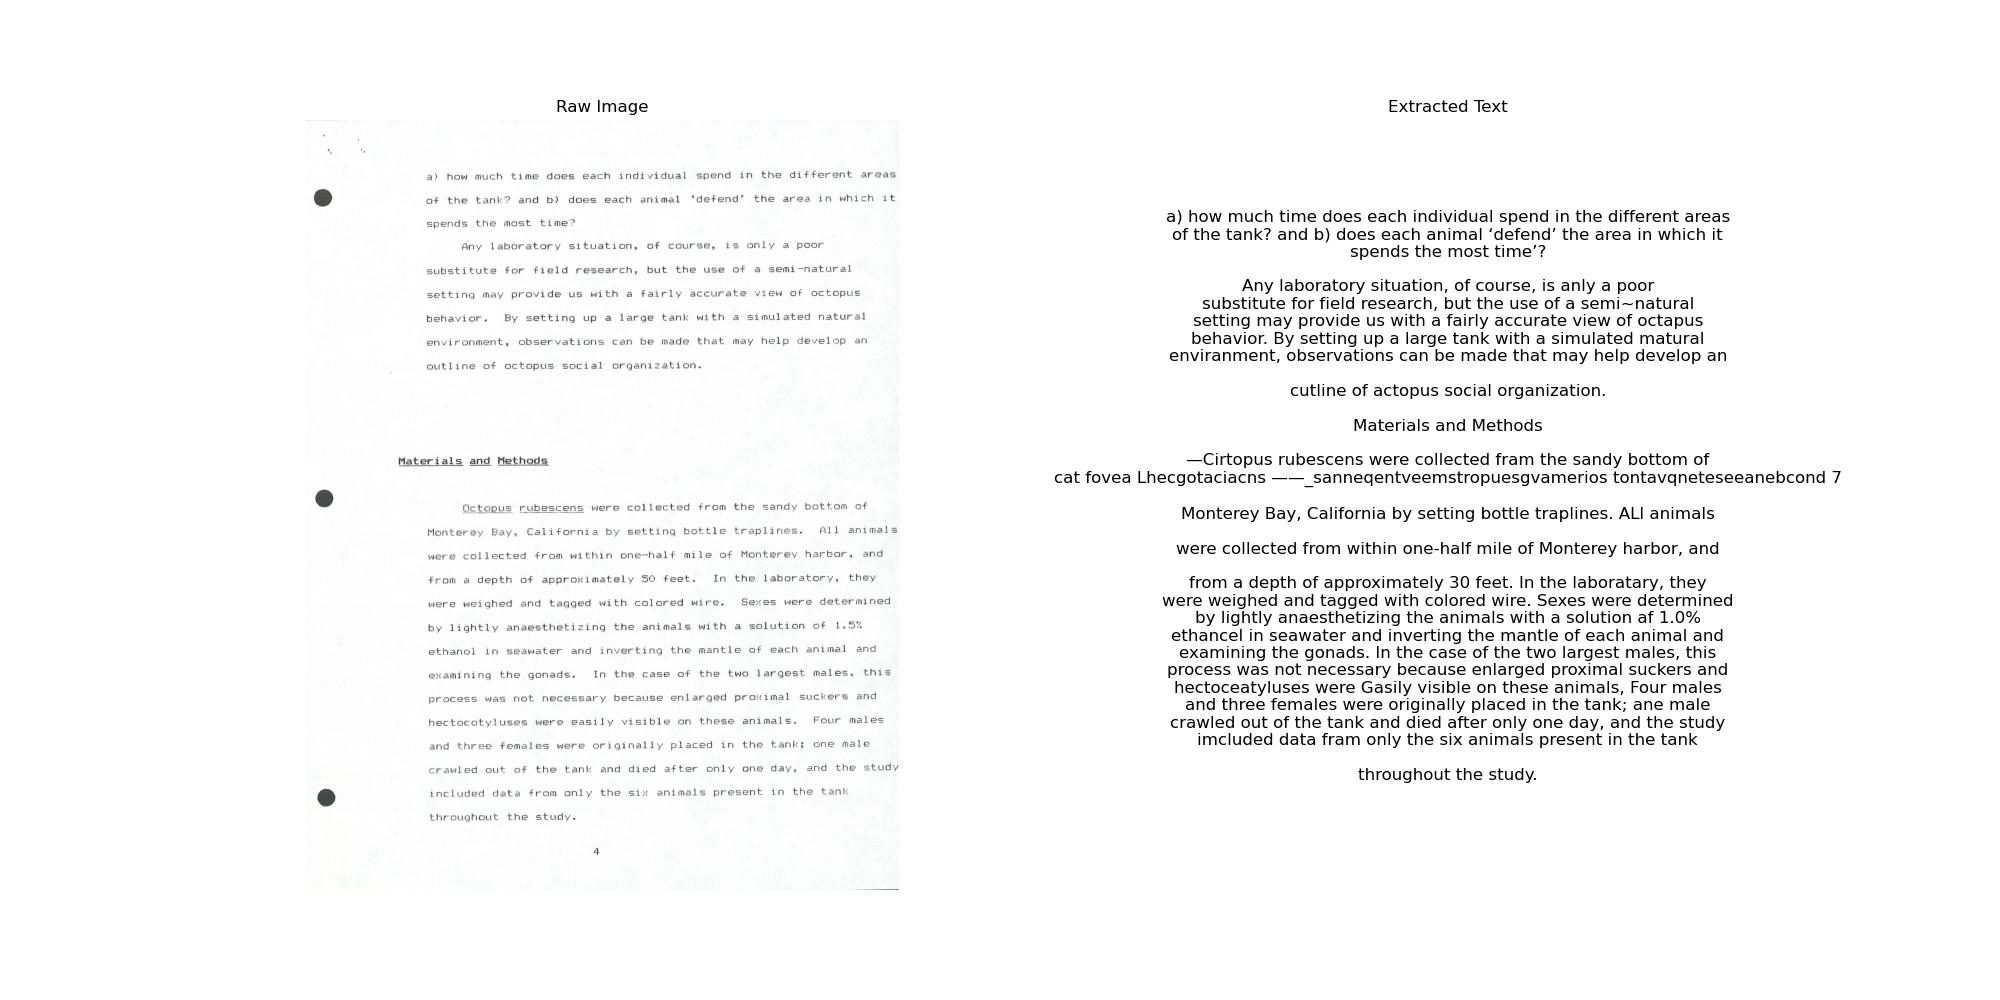 Raw Image
a) how much time does each individual spend in the different areas
of the tank? and b) does each animal 'defend' the area in which it
spends the most time?
Any laboratory situation, of course, is only a poor
substitute for field research, but the use of a semi-natural
setting may provide us with a fairly accurate view of octopus
behavior.  By setting up a large tank with a simulated natural
environment, observations can be made that may help develop an
outline of octopus social organization.
Materials and Methods
Octopus rubescens were collected from the sandy bottom of
Monterey Bay, California by setting bottle traplines.  All animals
were collected from within one-half mile of Monterey harbor, and
from a depth of approximately 50 feet.  In the laboratory, they
were weighed and tagged with colored wire.  Sexes were determined
by lightly anaesthetizing the animals with a solution of 1.5%
ethanol in seawater and inverting the mantle of each animal and
examining the gonads.  In the case of the two largest males, this
process was not necessary because enlarged proximal suckers and
hectocotyluses were easily visible on these animals.  Four males
and three females were originally placed in the tank; one male
crawled out of the tank and died after only one day, and the study
included data from only the six animals present in the tank
throughout the study.
4
Extracted Text
a) how much time does each individual spend in the different areas
of the tank? and b) does each animal ‘defend’ the area in which it
spends the most time’?
Any laboratory situation, of course, is anly a poor
substitute for field research, but the use of a semi~natural
setting may provide us with a fairly accurate view of octapus
behavior. By setting up a large tank with a simulated matural
enviranment, observations can be made that may help develop an
cutline of actopus social organization.
Materials and Methods
—Cirtopus rubescens were collected fram the sandy bottom of
cat fovea Lhecgotaciacns ——_sanneqentveemstropuesgvamerios tontavqneteseeanebcond 7
Monterey Bay, California by setting bottle traplines. ALl animals
were collected from within one-half mile of Monterey harbor, and
from a depth of approximately 30 feet. In the laboratary, they
were weighed and tagged with colored wire. Sexes were determined
by lightly anaesthetizing the animals with a solution af 1.0%
ethancel in seawater and inverting the mantle of each animal and
examining the gonads. In the case of the two largest males, this
process was not necessary because enlarged proximal suckers and
hectoceatyluses were Gasily visible on these animals, Four males
and three females were originally placed in the tank; ane male
crawled out of the tank and died after only one day, and the study
imcluded data fram only the six animals present in the tank
throughout the study.